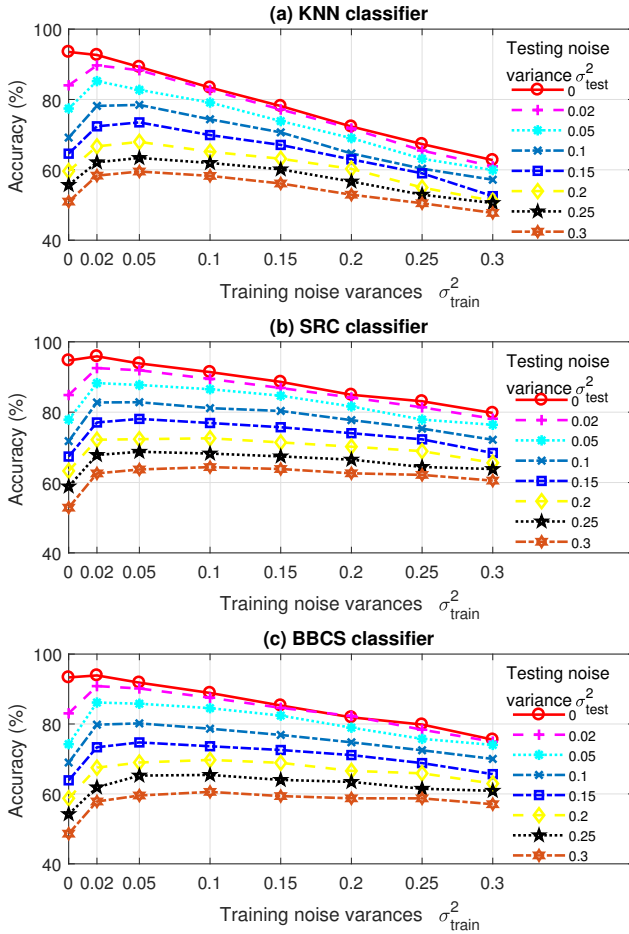 (a) KNN classifier
100
80
60
40
Accuracy (%)
0 0.02 0.05 0.1 0.15 0.2 0.25 0.3
Training noise varances σ²train
Testing noise
variance σ²test
0
0.02
0.05
0.1
0.15
0.2
0.25
0.3
(b) SRC classifier
100
80
60
40
Accuracy (%)
0 0.02 0.05 0.1 0.15 0.2 0.25 0.3
Training noise varances σ²train
Testing noise
variance σ²test
0
0.02
0.05
0.1
0.15
0.2
0.25
0.3
(c) BBCS classifier
100
80
60
40
Accuracy (%)
0 0.02 0.05 0.1 0.15 0.2 0.25 0.3
Training noise varances σ²train
Testing noise
variance σ²test
0
0.02
0.05
0.1
0.15
0.2
0.25
0.3